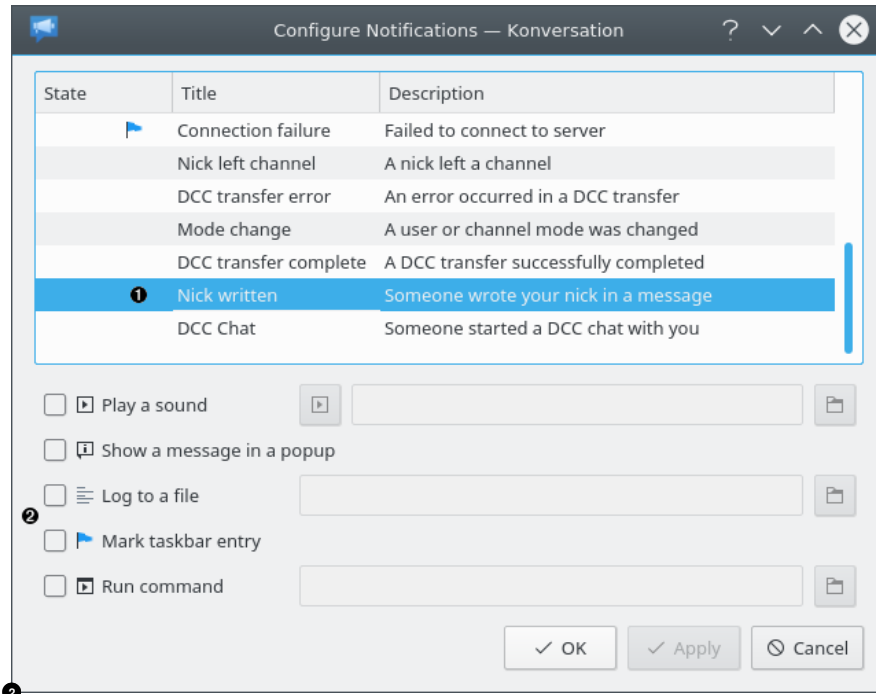 Configure Notifications — Konversation
State Title Description
Connection failure Failed to connect to server
Nick left channel A nick left a channel
DCC transfer error An error occurred in a DCC transfer
Mode change A user or channel mode was changed
DCC transfer complete A DCC transfer successfully completed
1 Nick written Someone wrote your nick in a message
DCC Chat Someone started a DCC chat with you
Play a sound
Show a message in a popup
Log to a file
2
Mark taskbar entry
Run command
OK Apply Cancel